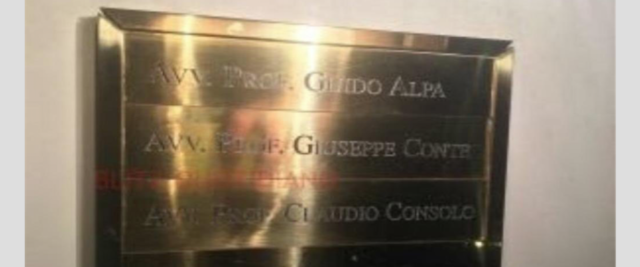 AVV. PROF. GUIDO ALPA
AVV. PROF. GIUSEPPE CONTE
AVV. PROF. CLAUDIO CONSOLO